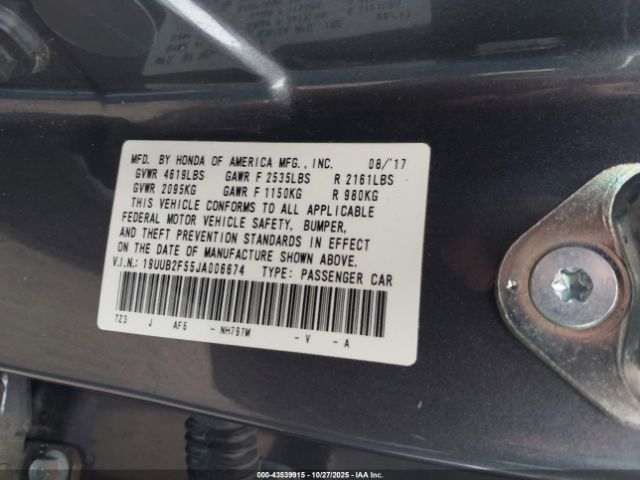 MFD. BY HONDA OF AMERICA MFG., INC. 08/'17
GVWR 4619LBS GAWR F 2535LBS R 2161LBS
GVWR 2095KG GAWR F 1150KG R 980KG
THIS VEHICLE CONFORMS TO ALL APPLICABLE
FEDERAL MOTOR VEHICLE SAFETY, BUMPER,
AND THEFT PREVENTION STANDARDS IN EFFECT
ON THE DATE OF MANUFACTURE SHOWN ABOVE.
V.I.N.: 19UUB2F55JA006674 TYPE: PASSENGER CAR
TZ3 J AF6 - NH797M - V - A
000-43539915 | 10/27/2025 | © IAA, INC.